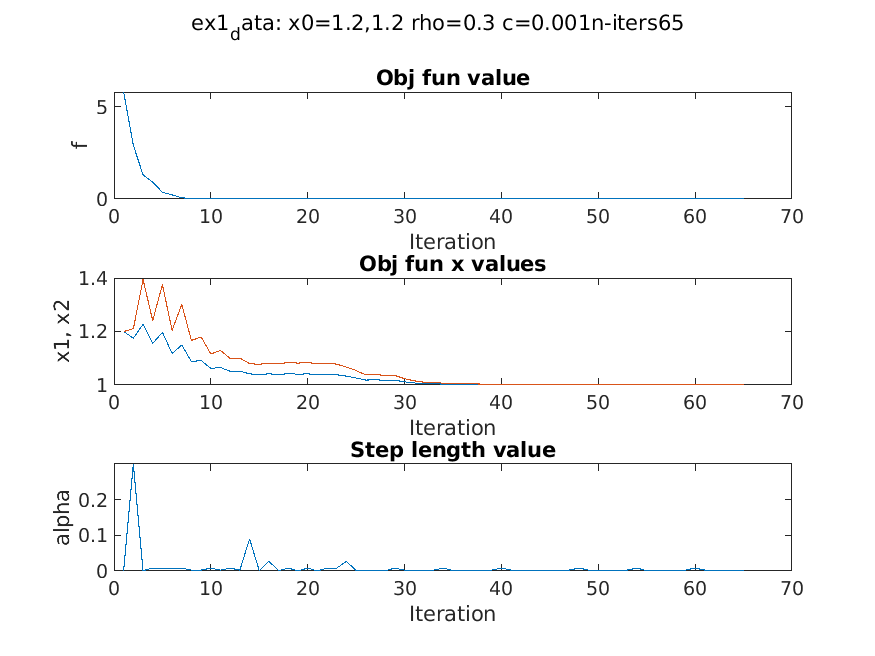 ex1data: x0=1.2,1.2 rho=0.3 c=0.001n-iters65
Obj fun value
5
f
0
0 10 20 30 40 50 60 70
Iteration
Obj fun x values
1.4
x1, x2
1.2
1
0 10 20 30 40 50 60 70
Iteration
Step length value
alpha
0.2
0.1
0
0 10 20 30 40 50 60 70
Iteration